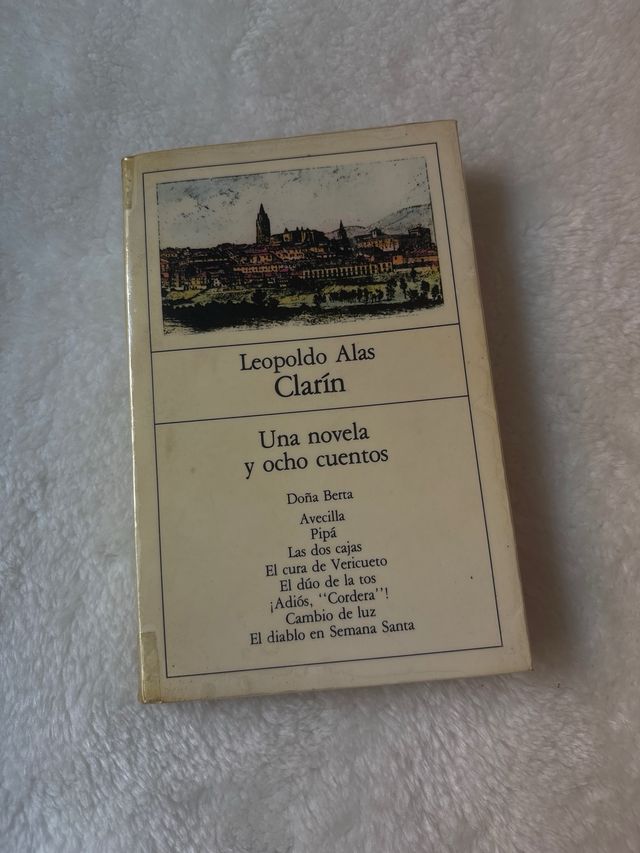 Leopoldo Alas
Clarín
Una novela
y ocho cuentos
Doña Berta
Avecilla
Pipá
Las dos cajas
El cura de Vericueto
El dúo de la tos
¡Adiós, “Cordera”!
Cambio de luz
El diablo en Semana Santa